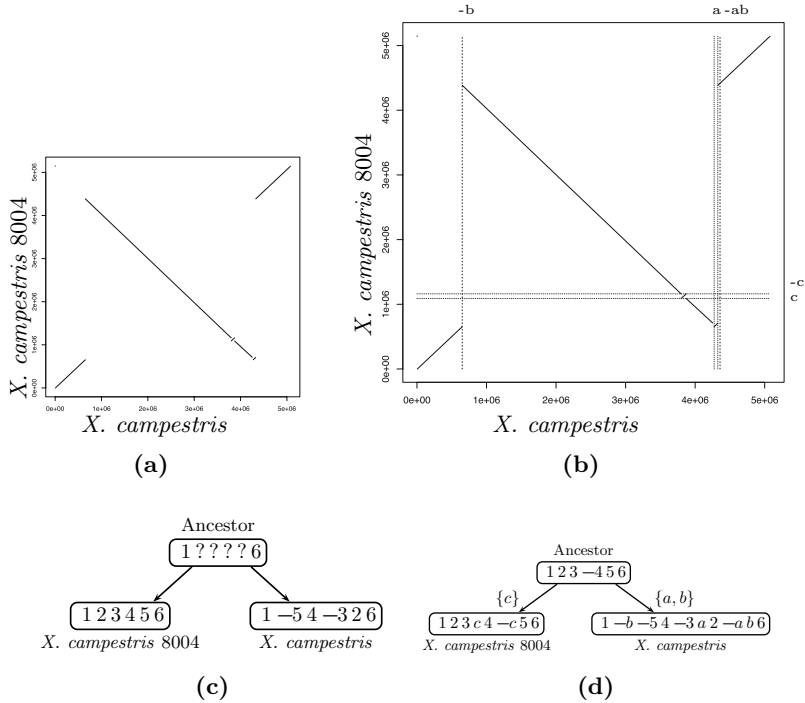 5e+06
4e+06
3e+06
2e+06
1e+06
0e+00
X. campestris 8004
0e+00 1e+06 2e+06 3e+06 4e+06 5e+06
X. campestris
(a)
-b a -ab
5e+06
4e+06
3e+06
2e+06
1e+06
0e+00
X. campestris 8004
-c
c
0e+00 1e+06 2e+06 3e+06 4e+06 5e+06
X. campestris
(b)
Ancestor
1 ? ? ? ? 6
1 2 3 4 5 6
1 −5 4 −3 2 6
X. campestris 8004
X. campestris
(c)
Ancestor
1 2 3 −4 5 6
{c}
{a, b}
1 2 3 c 4 −c 5 6
1 −b −5 4 −3 a 2 −a b 6
X. campestris 8004
X. campestris
(d)